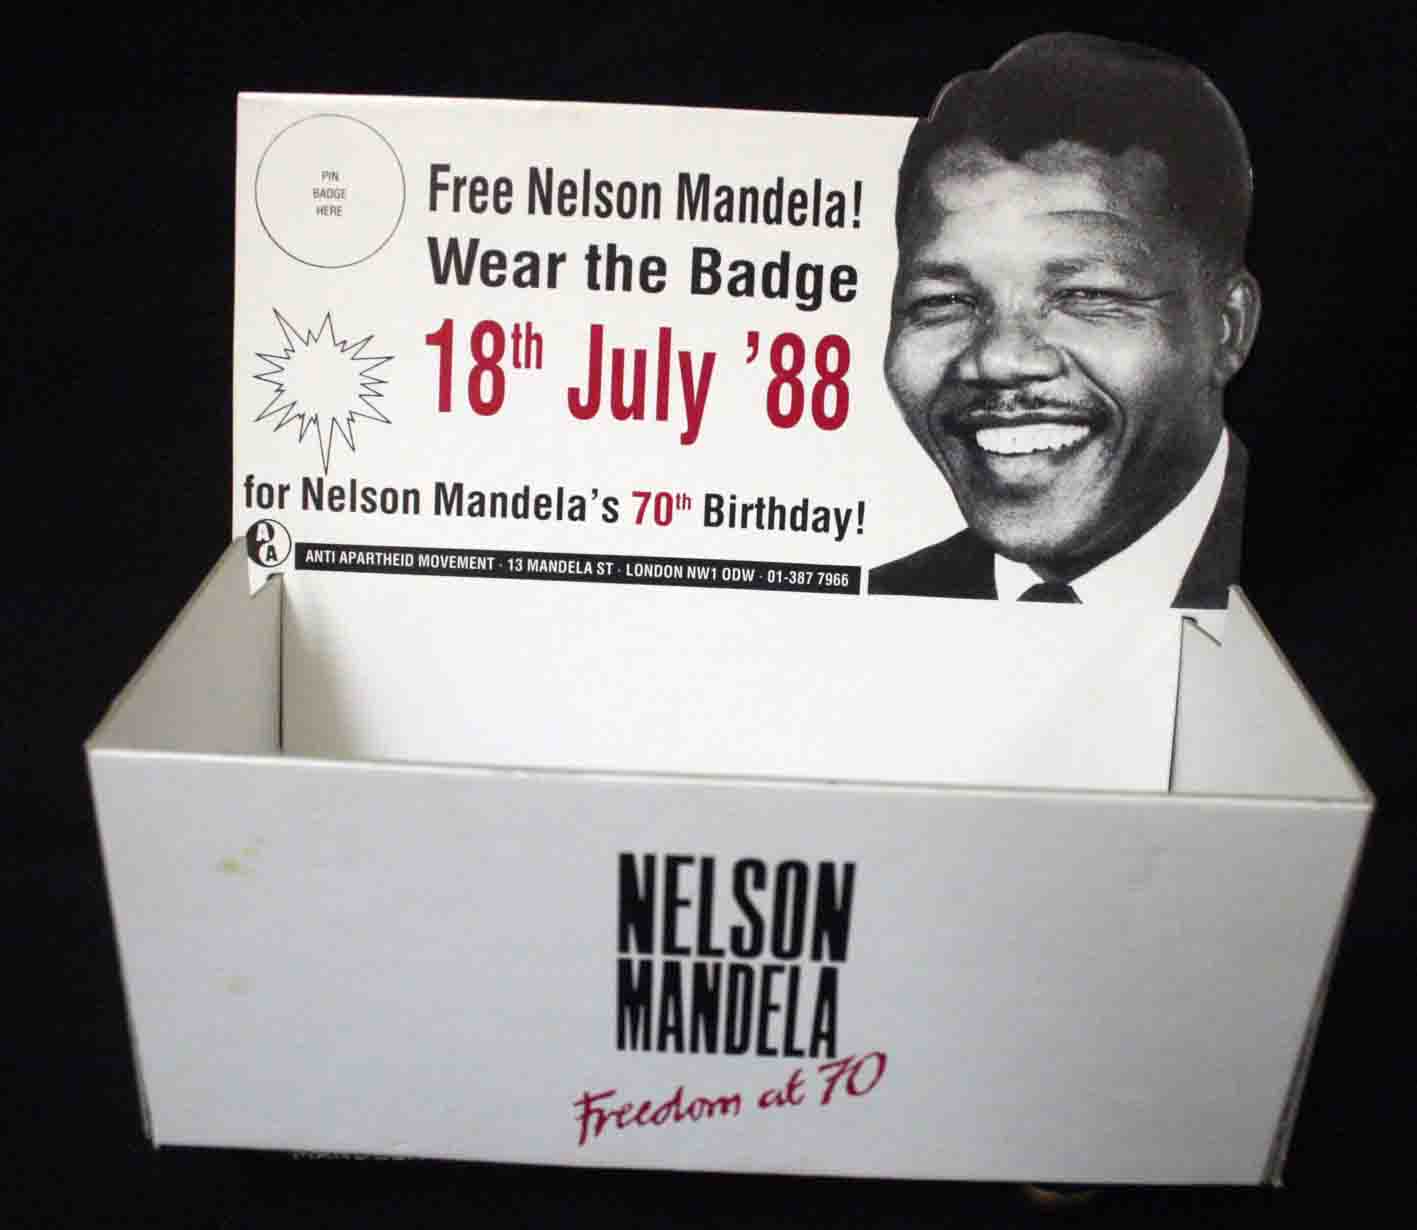 PIN
BADGE
HERE
Free Nelson Mandela!
Wear the Badge
18th July '88
for Nelson Mandela's 70th Birthday!
AA
ANTI APARTHEID MOVEMENT · 13 MANDELA ST · LONDON NW1 0DW · 01-387 7966
NELSON
MANDELA
Freedom at 70